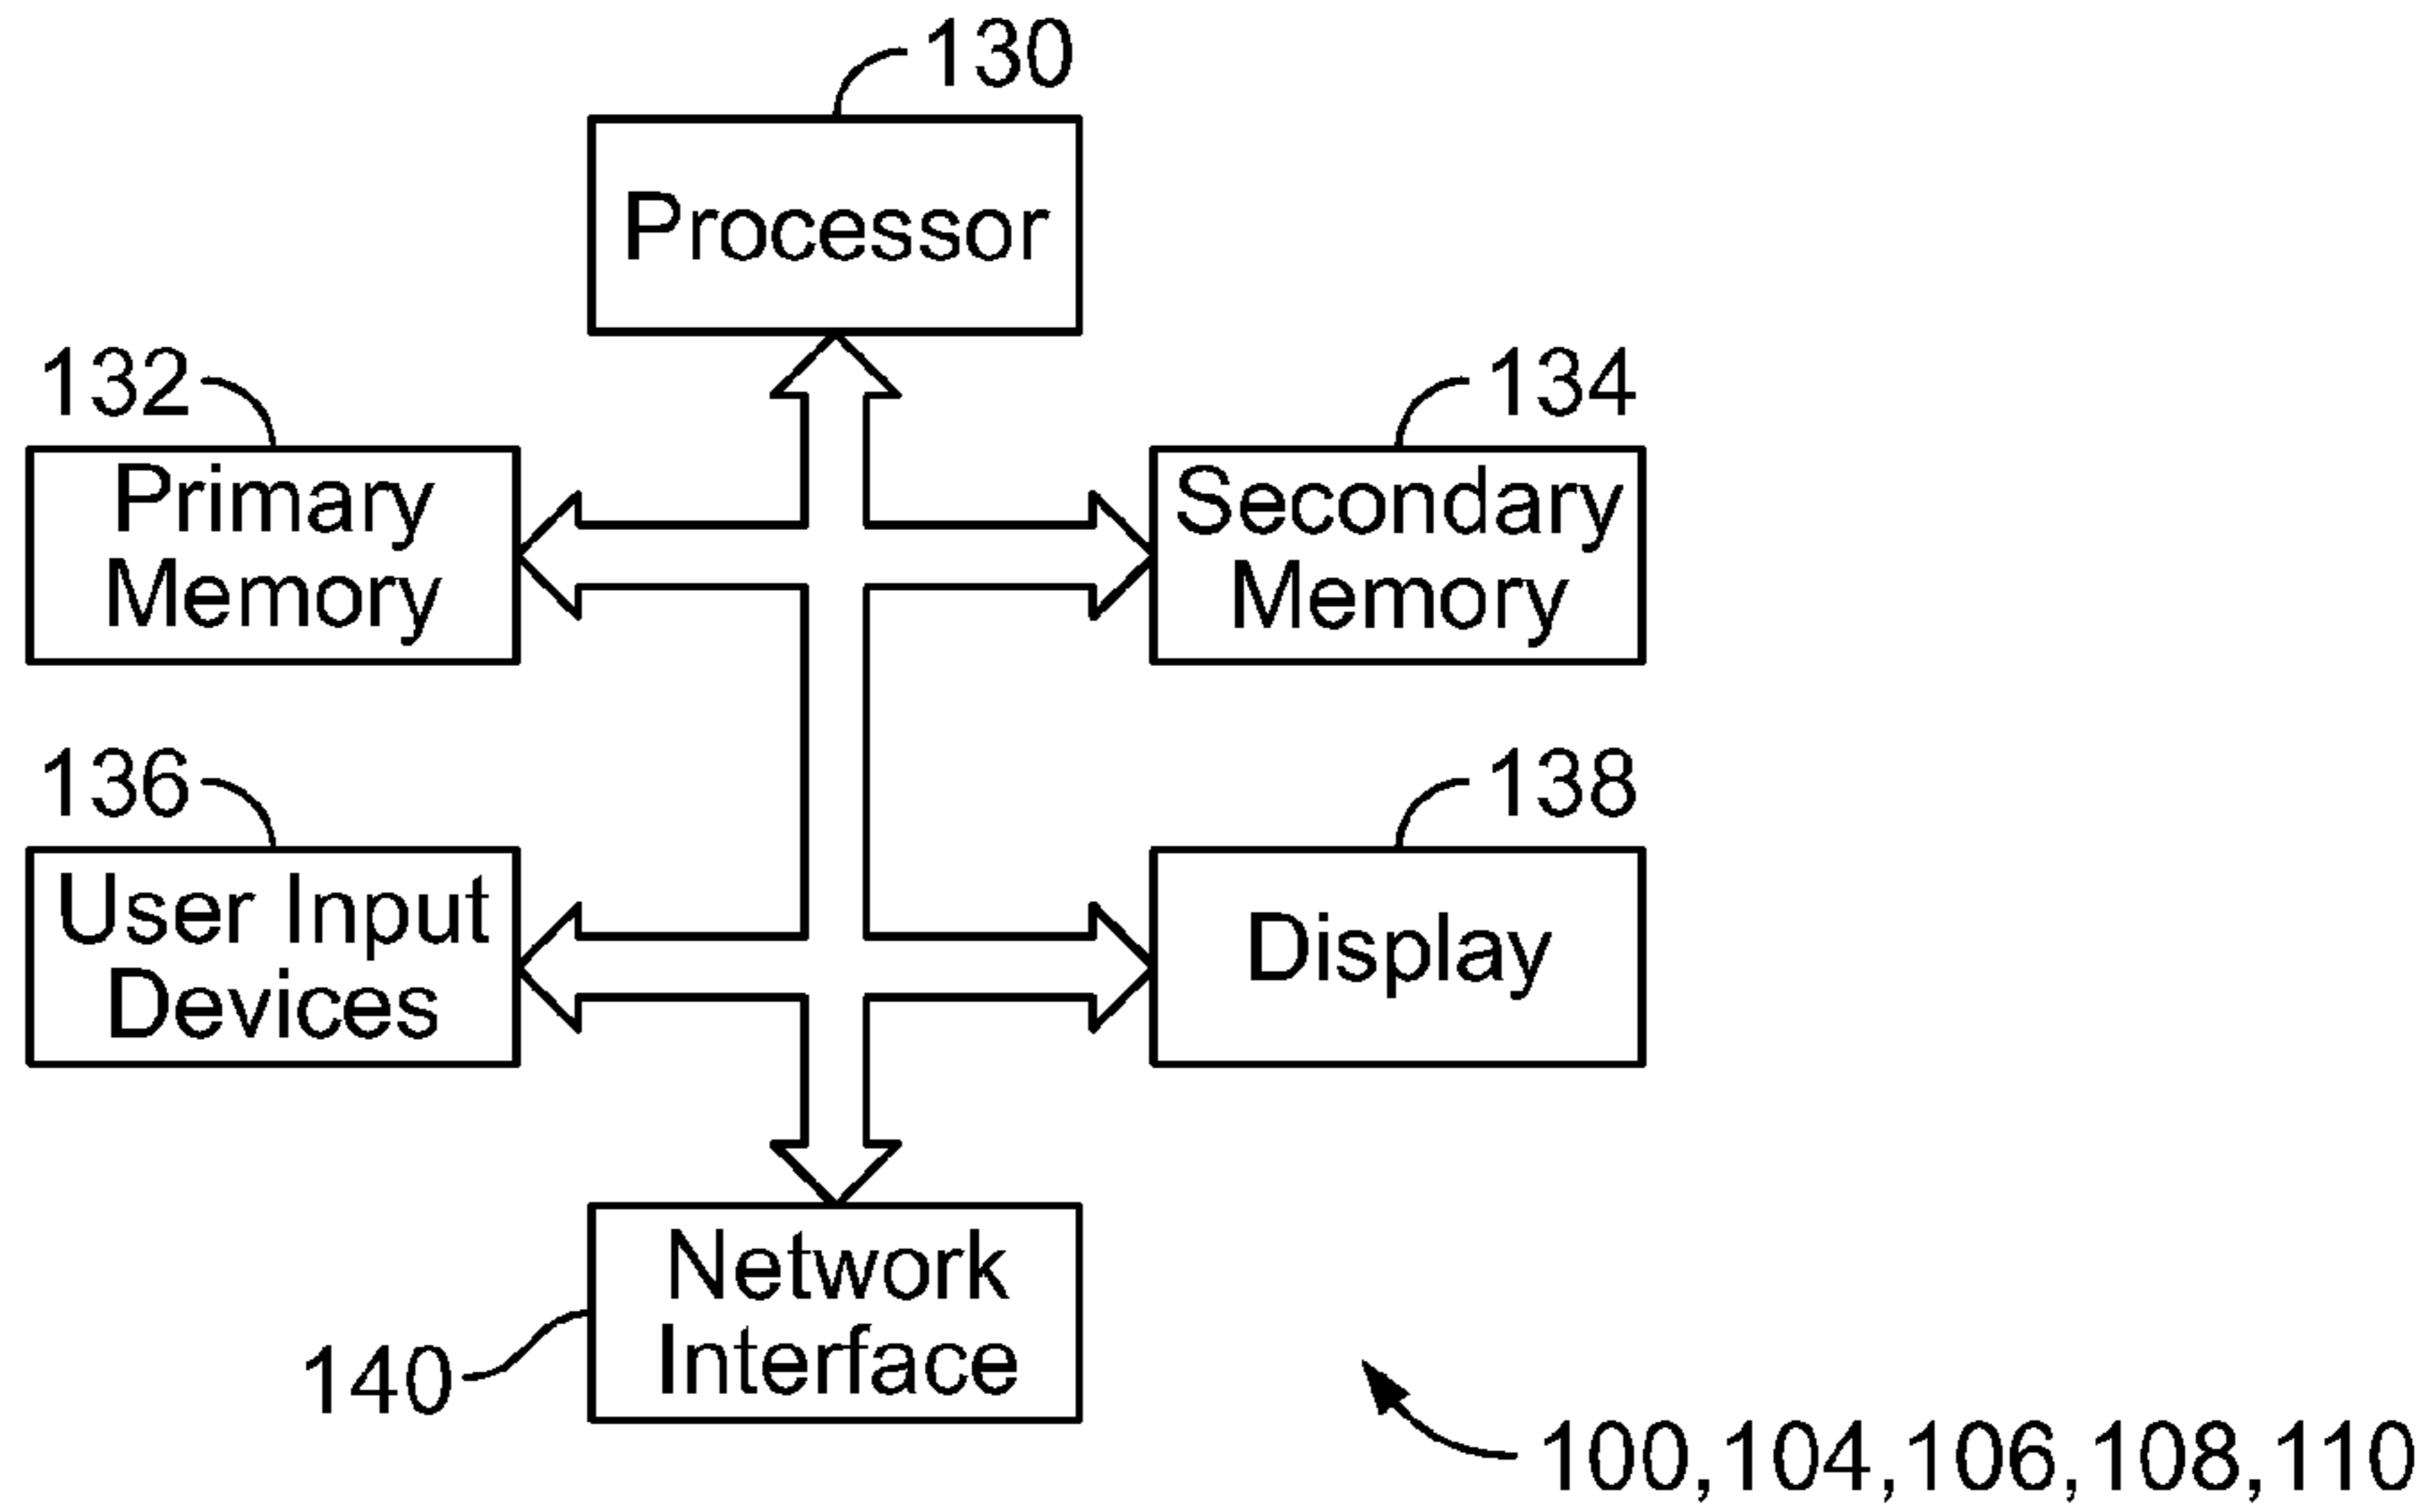 130
Processor
132
134
Primary
Memory
Secondary
Memory
136
138
User Input
Devices
Display
Network
Interface
140
100,104,106,108,110